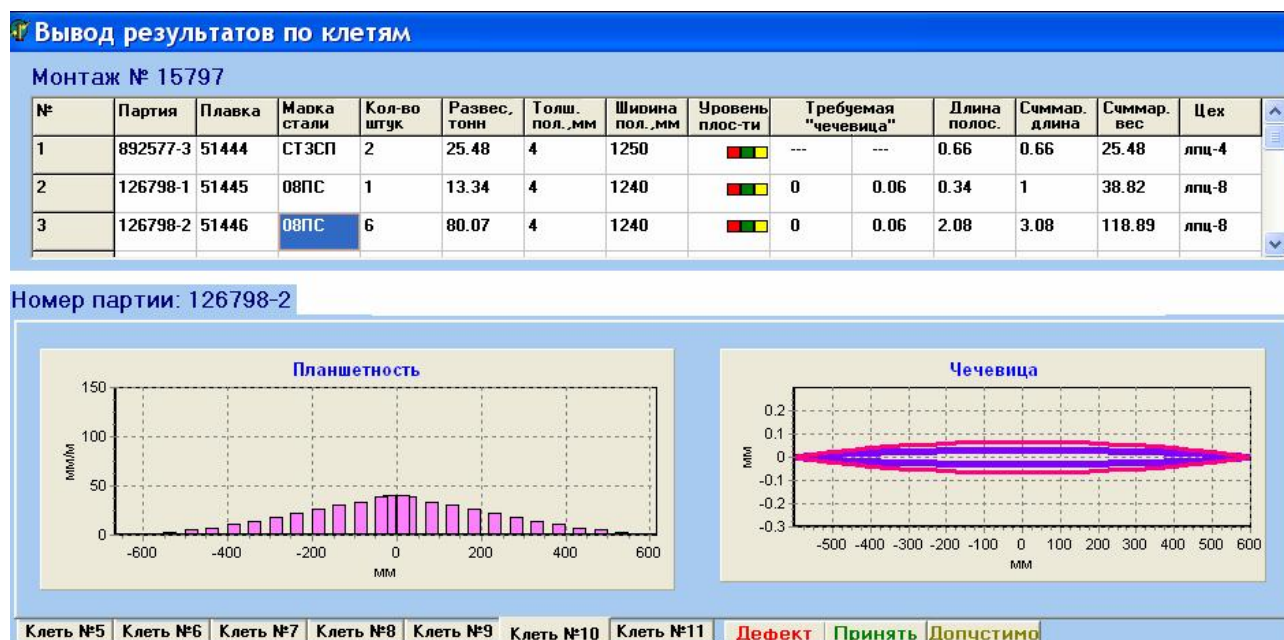 Вывод результатов по клетям
Монтаж № 15797
№ Партия Плавка Марка стали Кол-во штук Развес, тонн Толщ. пол.,мм Ширина пол.,мм Уровень плос-ти Требуемая "чечевица" Длина полос. Суммар. длина Суммар. вес Цех
1 892577-3 51444 СТ3СП 2 25.48 4 1250 --- --- 0.66 0.66 25.48 лпц-4
2 126798-1 51445 08ПС 1 13.34 4 1240 0 0.06 0.34 1 38.82 лпц-8
3 126798-2 51446 08ПС 6 80.07 4 1240 0 0.06 2.08 3.08 118.89 лпц-8
Номер партии: 126798-2
Планшетность
150
100
50
0
мм/м
-600 -400 -200 0 200 400 600
мм
Чечевица
0.2
0.1
0
-0.1
-0.2
-0.3
мм
-500 -400 -300 -200 -100 0 100 200 300 400 500 600
мм
Клеть №5 Клеть №6 Клеть №7 Клеть №8 Клеть №9 Клеть №10 Клеть №11 Дефект Принять Допустимо